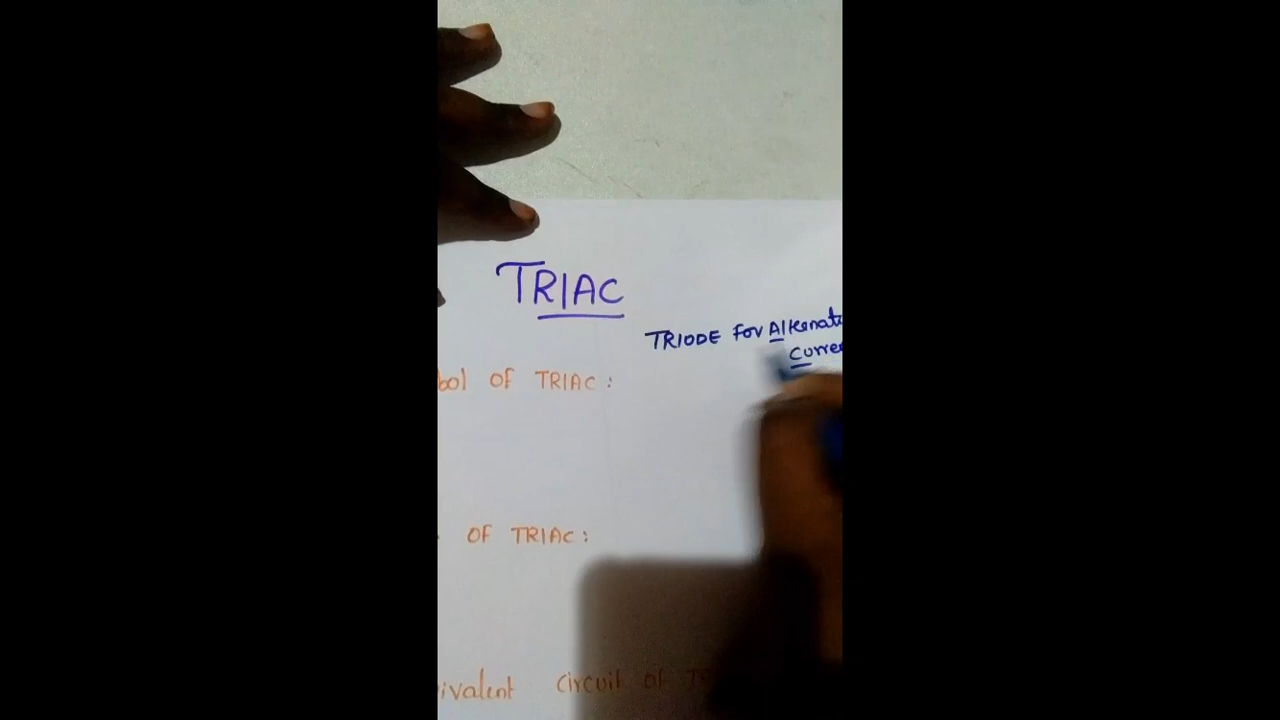 TRIAC
TRIODE For Alternat
Curre
bol of TRIAC:
OF TRIAC:
ivalent circuit of